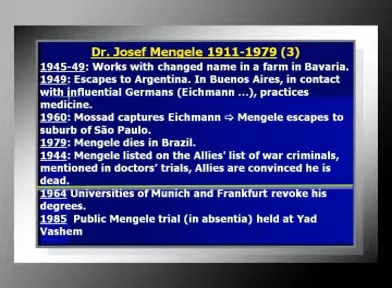 Dr. Josef Mengele 1911-1979 (3)
1945-49: Works with changed name in a farm in Bavaria.
1949: Escapes to Argentina. In Buenos Aires, in contact
with influential Germans (Eichmann ...), practices
medicine.
1960: Mossad captures Eichmann ⇨ Mengele escapes to
suburb of São Paulo.
1979: Mengele dies in Brazil.
1944: Mengele listed on the Allies' list of war criminals,
mentioned in doctors' trials, Allies are convinced he is
dead.
1964 Universities of Munich and Frankfurt revoke his
degrees.
1985 Public Mengele trial (in absentia) held at Yad
Vashem